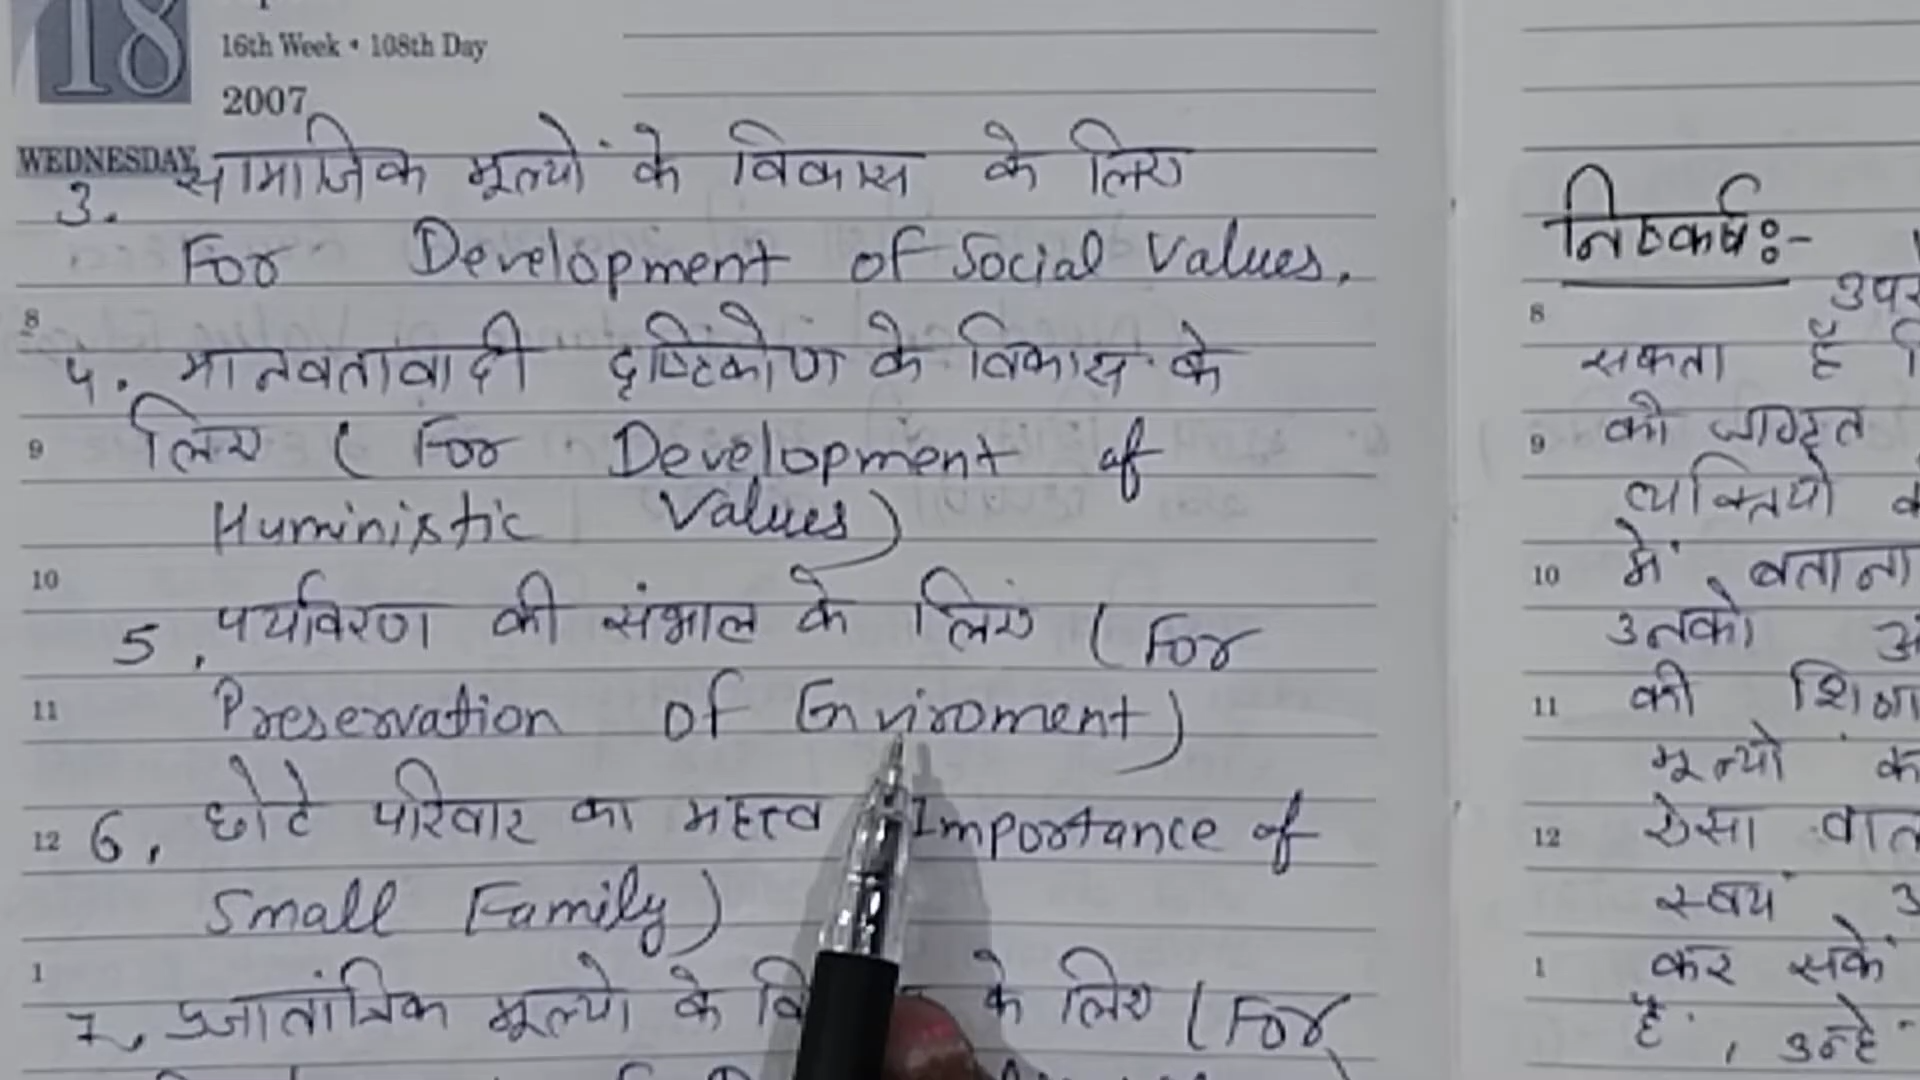 18
16th Week • 108th Day
2007
WEDNESDAY
3. सामाजिक मूल्यों के विकास के लिए
For Development of Social Values.
8
4. मानवतावादी दृष्टिकोण के विकास के
9 लिए ( For Development of
Huministic Values)
10
5. पर्यावरण की संभाल के लिए ( For
11 Preservation of Enviroment)
12 6. छोटे परिवार का महत्त्व Importance of
Small Family)
1
7. प्रजातांत्रिक मूल्यो के वि के लिए ( For
निष्कर्ष:-
8
सकता है
9 को जागृत
व्यक्तियो
10 में बताना
उनको
11 की
मूल्यो
12 ऐसा
स्वयं
1 कर सकें
है , उन्हे